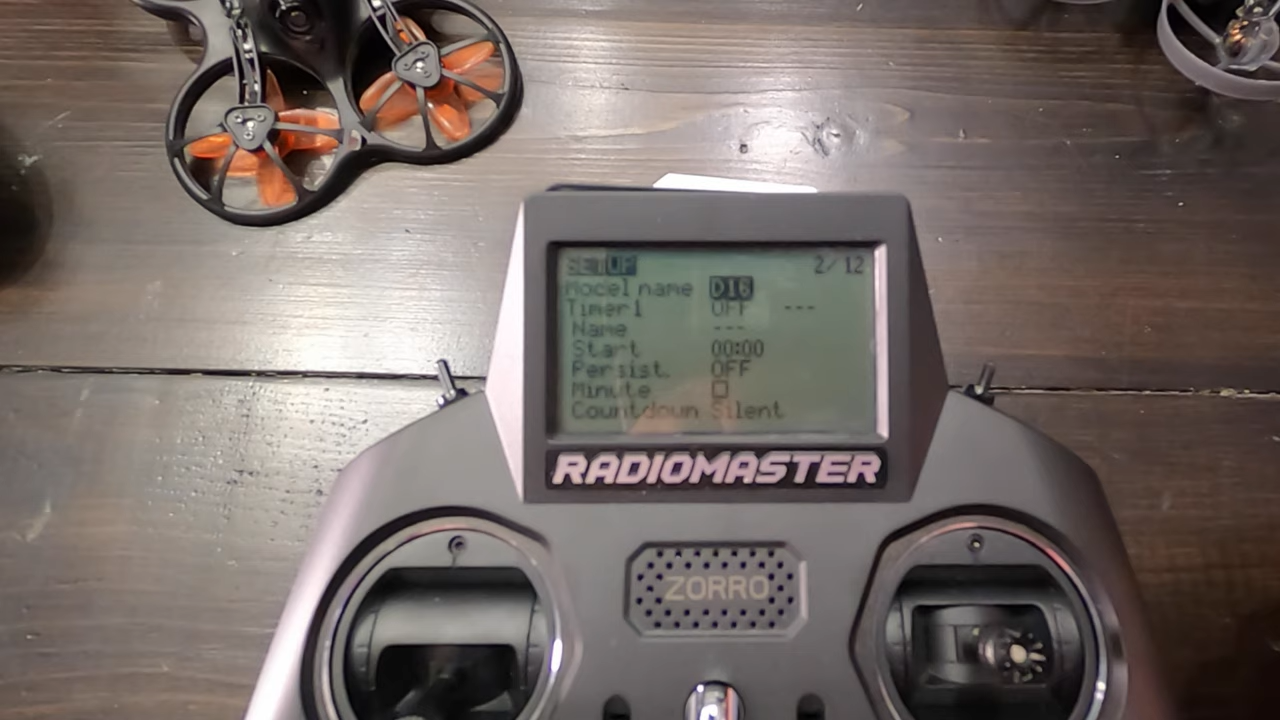 SETUP 2/12
Model name D16
Timer1 OFF ---
Name ---
Start 00:00
Persist. OFF
Minute
Countdown Silent
RADIOMASTER
ZORRO